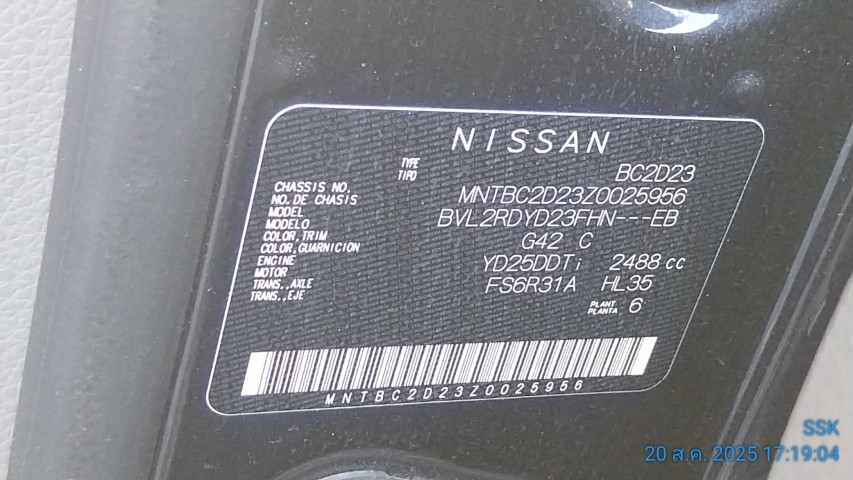 NISSAN
TYPE
TIPO BC2D23
CHASSIS NO.
NO. DE CHASIS MNTBC2D23Z0025956
MODEL
MODELO BVL2RDYD23FHN---EB
COLOR, TRIM
COLOR, GUARNICION G42 C
ENGINE
MOTOR YD25DDTi 2488 cc
TRANS., AXLE
TRANS., EJE FS6R31A HL35
PLANT
PLANTA 6
MNTBC2D23Z0025956
SSK
20 ส.ค. 2025 17:19:04